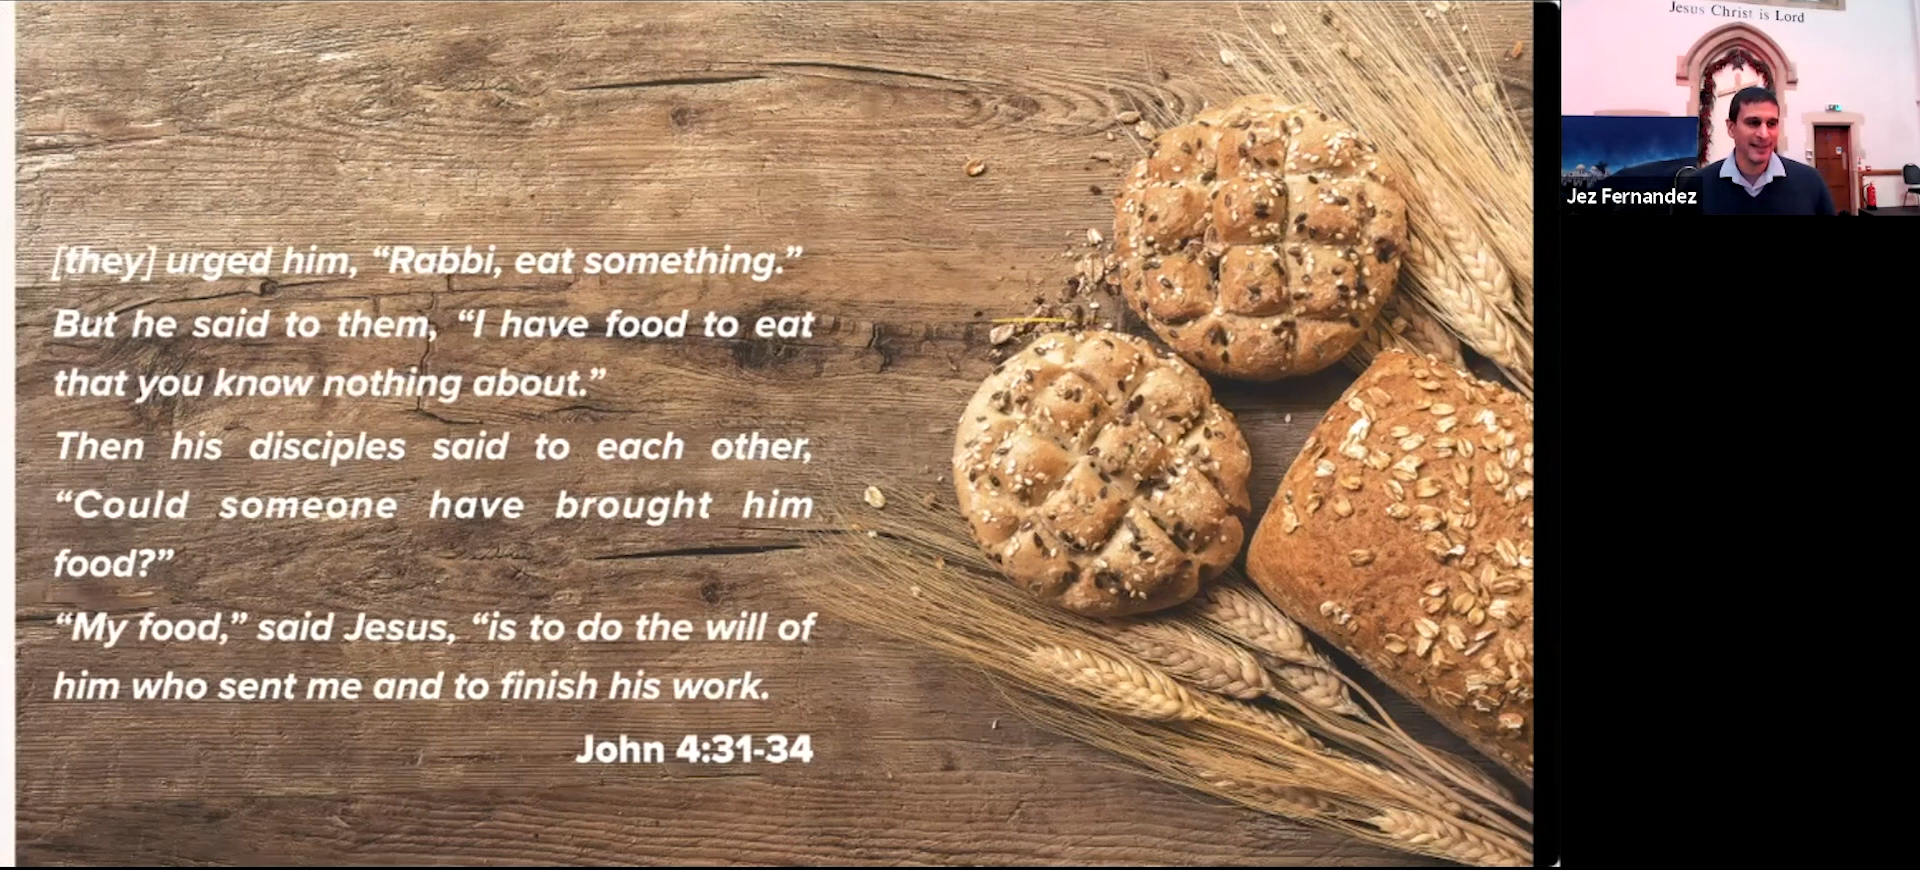 [they] urged him, “Rabbi, eat something.”
But he said to them, “I have food to eat
that you know nothing about.”
Then his disciples said to each other,
“Could someone have brought him
food?”
“My food,” said Jesus, “is to do the will of
him who sent me and to finish his work.
John 4:31-34
Jesus Christ is Lord
Jez Fernandez